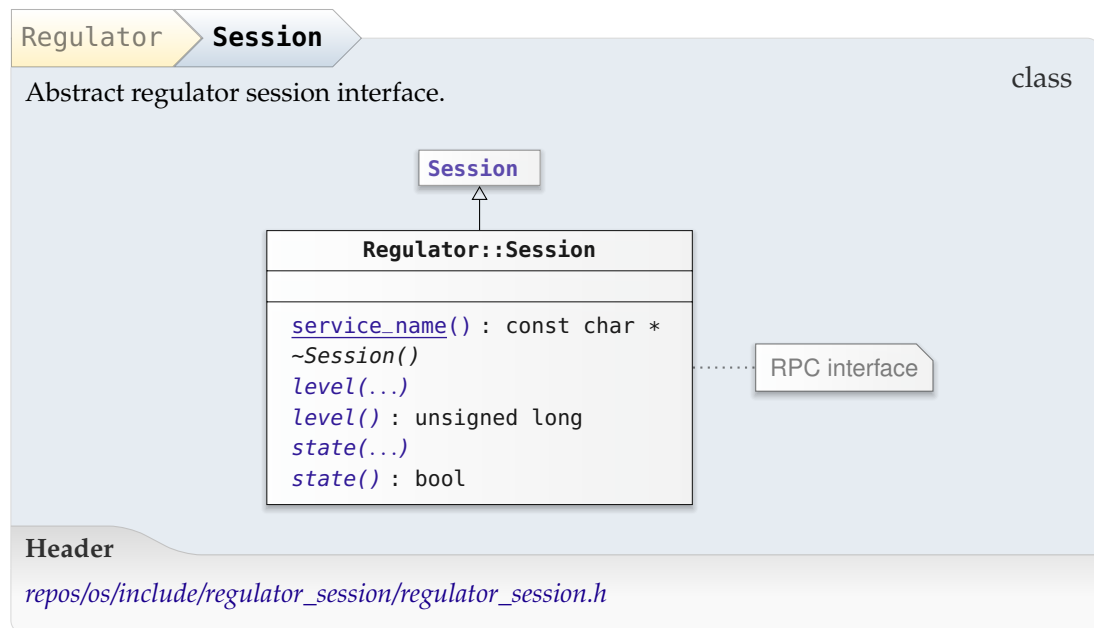 Regulator Session
class
Abstract regulator session interface.
Session
Regulator::Session
service_name() : const char *
~Session()
level(...)
level() : unsigned long
state(...)
state() : bool
RPC interface
Header
repos/os/include/regulator_session/regulator_session.h